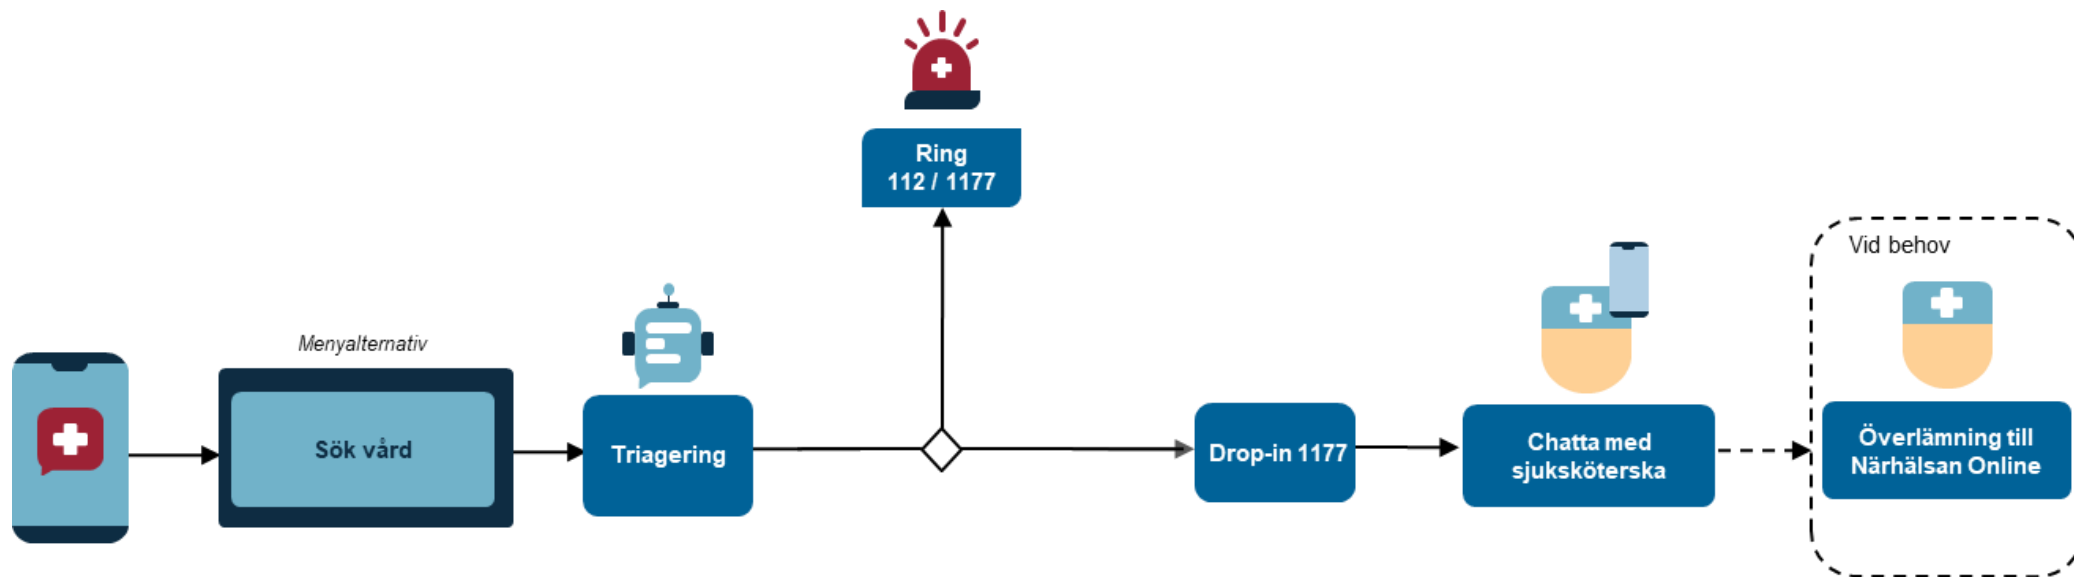 Ring
112 / 1177
Vid behov
Menyalternativ
Sök vård
Triagering
Drop-in 1177
Chatta med
sjuksköterska
Överlämning till
Närhälsan Online